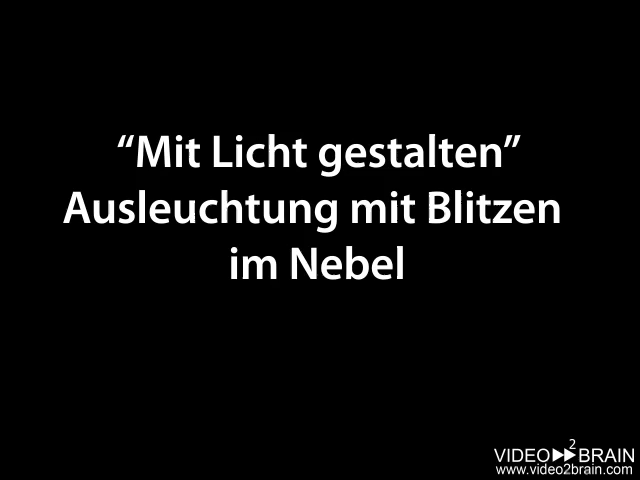 “Mit Licht gestalten”
Ausleuchtung mit Blitzen
im Nebel
VIDEO2BRAIN
www.video2brain.com